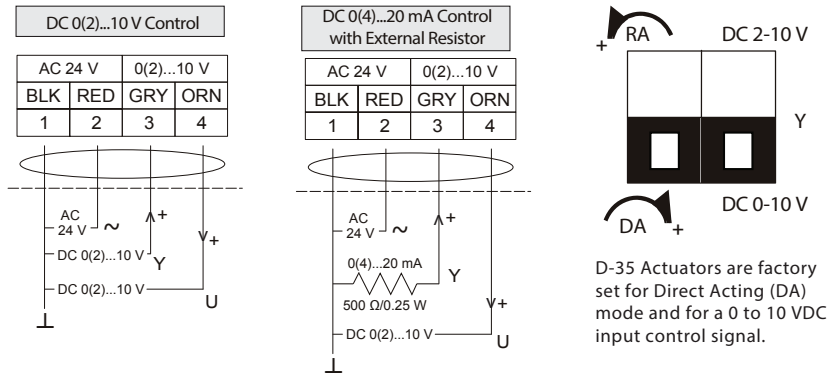 DC 0(2)...10 V Control
AC 24 V 0(2)...10 V
BLK RED GRY ORN
1 2 3 4
AC
24 V ~ +
+
DC 0(2)...10 V
Y
DC 0(2)...10 V
U
DC 0(4)...20 mA Control
with External Resistor
AC 24 V 0(2)...10 V
BLK RED GRY ORN
1 2 3 4
AC
24 V ~ +
0(4)...20 mA
Y
500 Ω/0.25 W
+
DC 0(2)...10 V
U
+ RA DC 2-10 V
Y
DC 0-10 V
DA +
D-35 Actuators are factory
set for Direct Acting (DA)
mode and for a 0 to 10 VDC
input control signal.